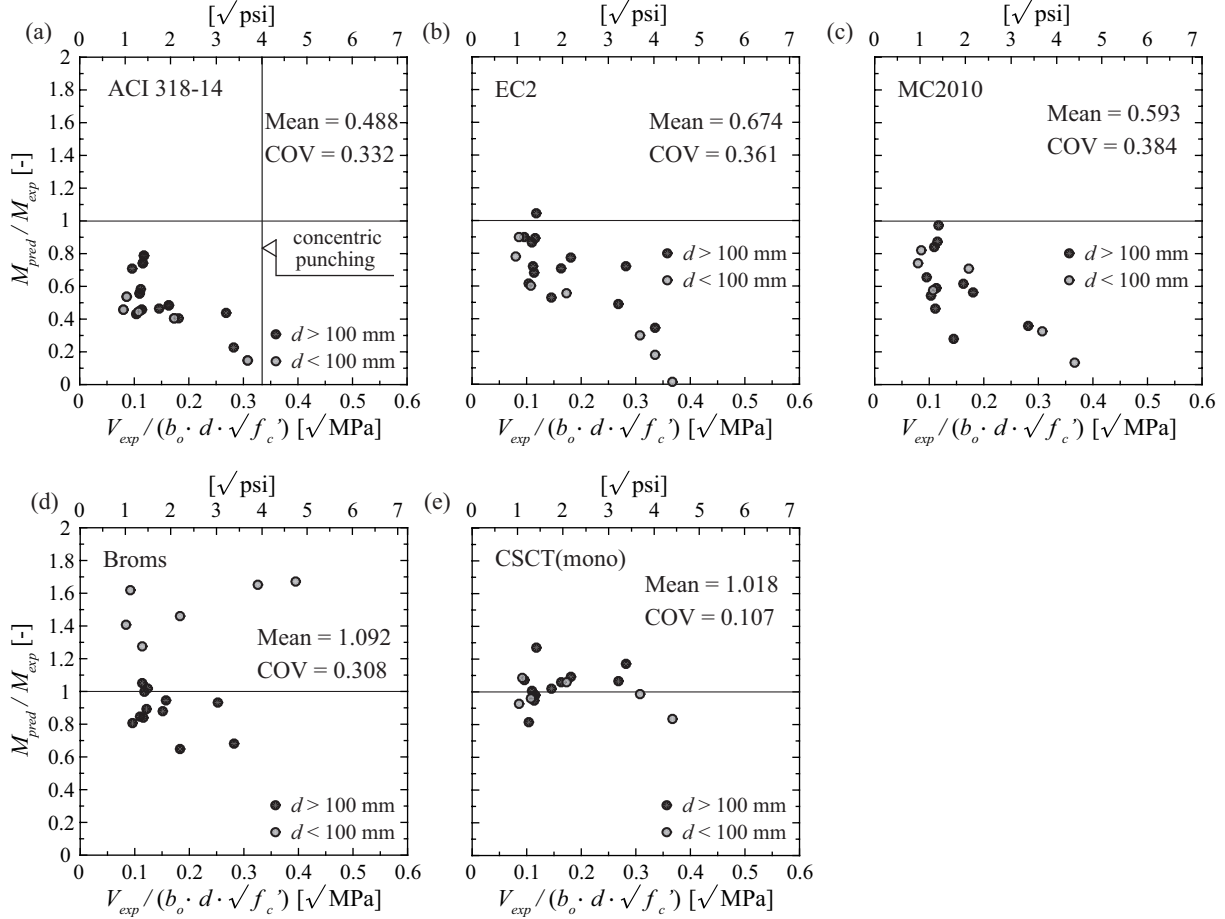 [√psi]
(a)
0 1 2 3 4 5 6 7
2
1.8
1.6
1.4
1.2
1
0.8
0.6
0.4
0.2
0
M_pred / M_exp [-]
ACI 318-14
Mean = 0.488
COV = 0.332
concentric
punching
d > 100 mm
d < 100 mm
0 0.1 0.2 0.3 0.4 0.5 0.6
V_exp / (b_o · d · √f_c') [√MPa]
[√psi]
(b)
0 1 2 3 4 5 6 7
EC2
Mean = 0.674
COV = 0.361
d > 100 mm
d < 100 mm
0 0.1 0.2 0.3 0.4 0.5 0.6
V_exp / (b_o · d · √f_c') [√MPa]
[√psi]
(c)
0 1 2 3 4 5 6 7
MC2010
Mean = 0.593
COV = 0.384
d > 100 mm
d < 100 mm
0 0.1 0.2 0.3 0.4 0.5 0.6
V_exp / (b_o · d · √f_c') [√MPa]
[√psi]
(d)
0 1 2 3 4 5 6 7
2
1.8
1.6
1.4
1.2
1
0.8
0.6
0.4
0.2
0
M_pred / M_exp [-]
Broms
Mean = 1.092
COV = 0.308
d > 100 mm
d < 100 mm
0 0.1 0.2 0.3 0.4 0.5 0.6
V_exp / (b_o · d · √f_c') [√MPa]
[√psi]
(e)
0 1 2 3 4 5 6 7
CSCT(mono)
Mean = 1.018
COV = 0.107
d > 100 mm
d < 100 mm
0 0.1 0.2 0.3 0.4 0.5 0.6
V_exp / (b_o · d · √f_c') [√MPa]